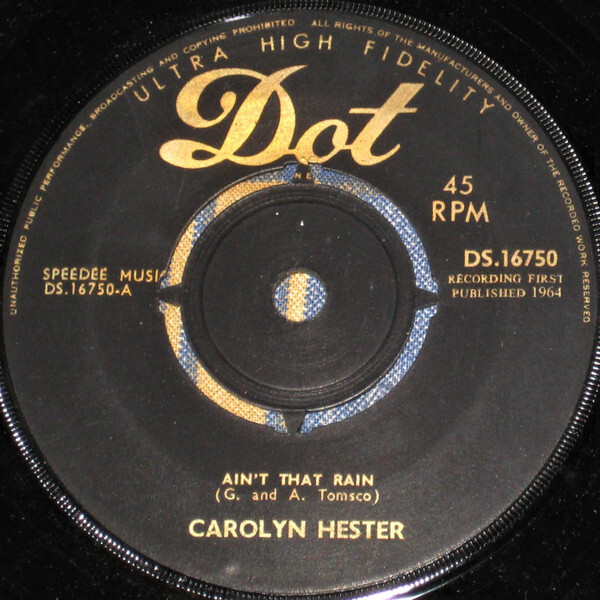 UNAUTHORIZED PUBLIC PERFORMANCE, BROADCASTING AND COPYING PROHIBITED ALL RIGHTS OF THE MANUFACTURERS AND OWNER OF THE RECORDED WORK RESERVED
ULTRA HIGH FIDELITY
Dot
45
RPM
DS.16750
RECORDING FIRST
PUBLISHED 1964
SPEEDEE MUSIC
DS.16750-A
AIN'T THAT RAIN
(G. and A. Tomsco)
CAROLYN HESTER